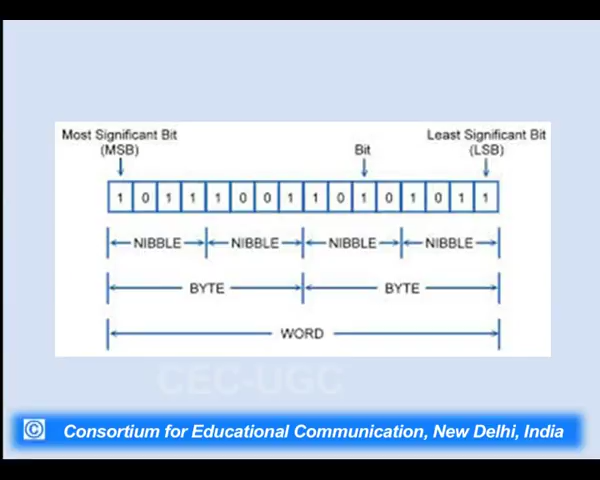 Most Significant Bit
(MSB)
Bit
Least Significant Bit
(LSB)
1 0 1 1 1 0 0 1 1 0 1 0 1 0 1 1
NIBBLE NIBBLE NIBBLE NIBBLE
BYTE BYTE
WORD
CEC-UGC
© Consortium for Educational Communication, New Delhi, India